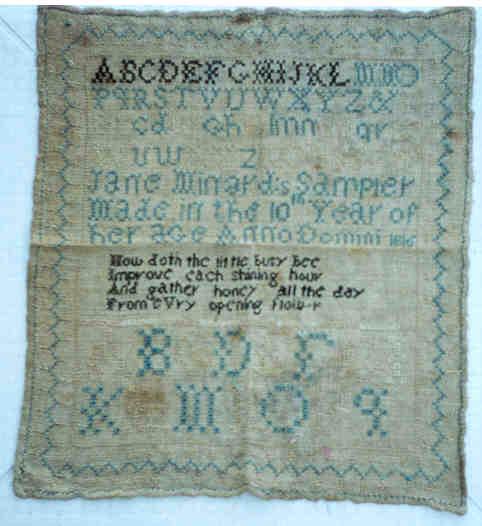 ABCDEFGHIJKL MNO
PQRSTVUWXYZ&
cd gh lmn qr
uw z
Jane Minards Sampler
Made in the 10th Year of
her age Anno Domini
How doth the little busy Bee
Improve each shining hour
And gather honey all the day
From evry opening flower
B D F
K M O q